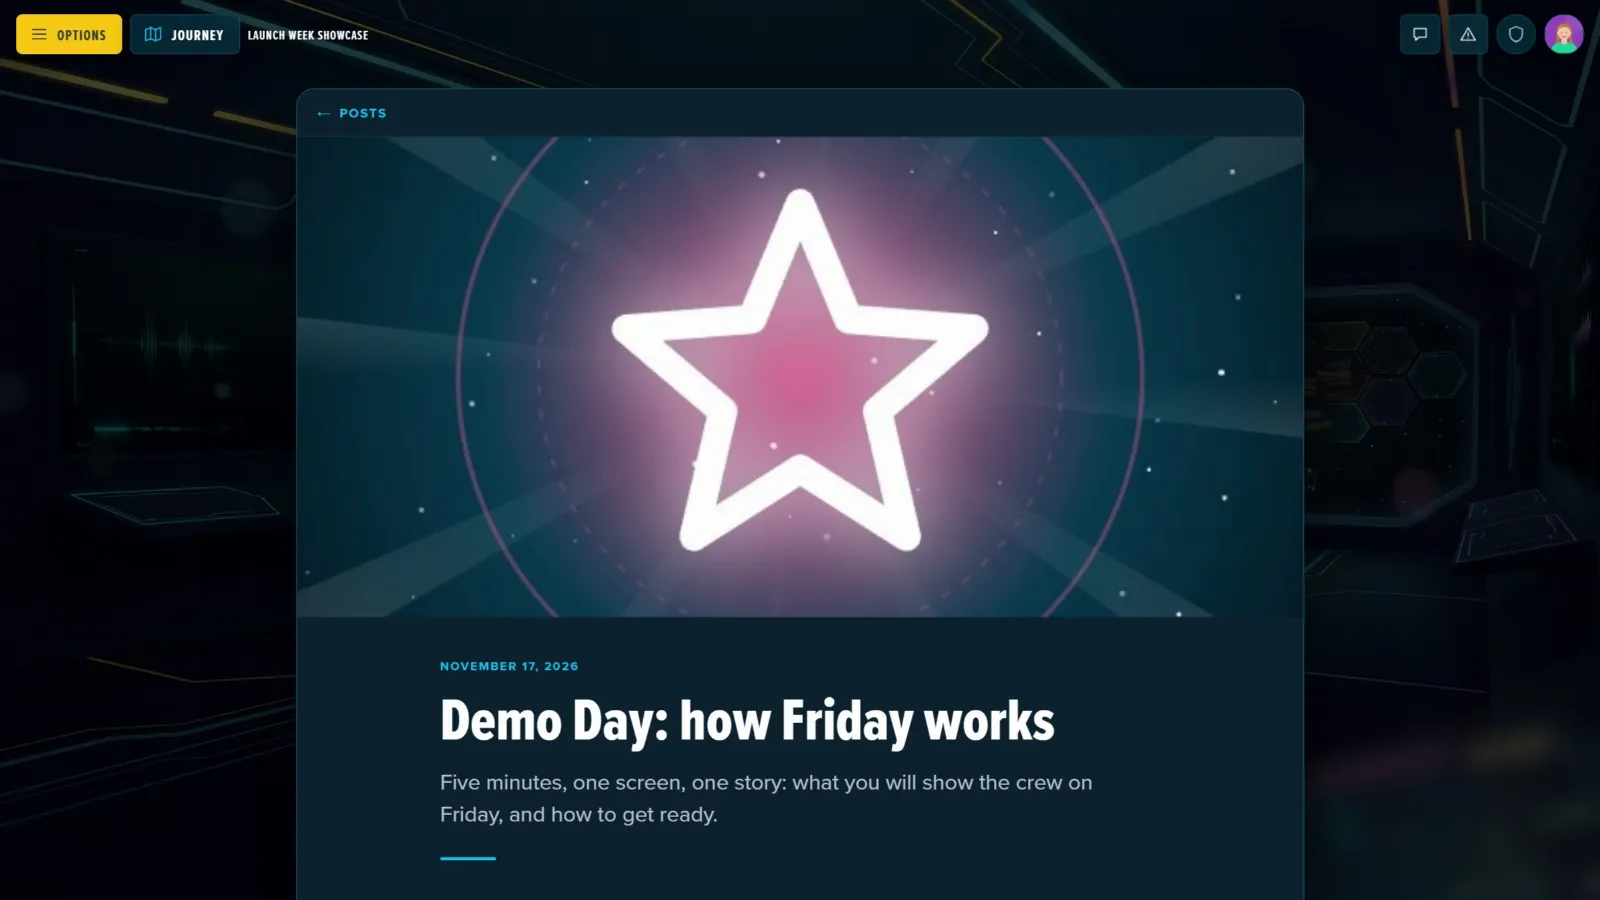 OPTIONS
JOURNEY
LAUNCH WEEK SHOWCASE
← POSTS
NOVEMBER 17, 2026
Demo Day: how Friday works
Five minutes, one screen, one story: what you will show the crew on
Friday, and how to get ready.